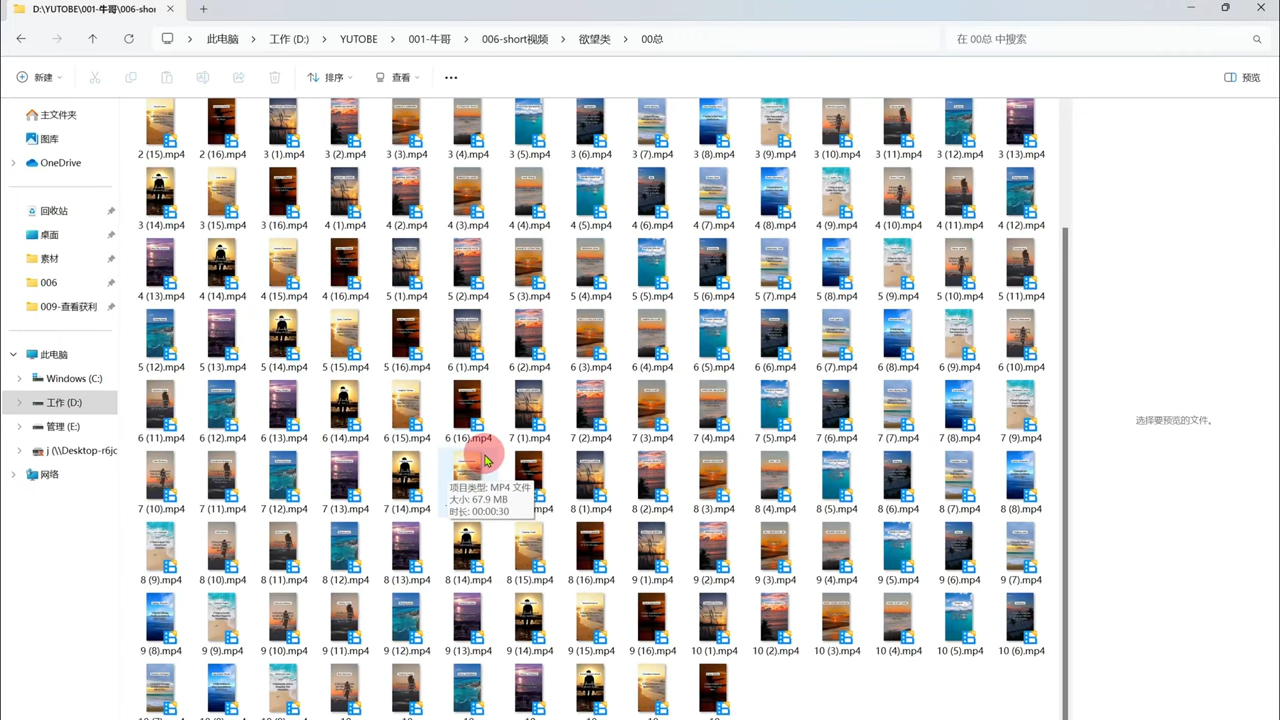 D:\YUTOBE\001-牛哥\006-shor
此电脑 工作 (D:) YUTOBE 001-牛哥 006-short视频 欲望类 00总
在 00总 中搜索
新建 排序 查看 预览
主文件夹
图库
OneDrive
回收站
桌面
素材
006
009-查看获利
此电脑
Windows (C:)
工作 (D:)
管理 (E:)
j (\\Desktop-r6jc
网络
2 (15).mp4 2 (16).mp4 3 (1).mp4 3 (2).mp4 3 (3).mp4 3 (4).mp4 3 (5).mp4 3 (6).mp4 3 (7).mp4 3 (8).mp4 3 (9).mp4 3 (10).mp4 3 (11).mp4 3 (12).mp4 3 (13).mp4
3 (14).mp4 3 (15).mp4 3 (16).mp4 4 (1).mp4 4 (2).mp4 4 (3).mp4 4 (4).mp4 4 (5).mp4 4 (6).mp4 4 (7).mp4 4 (8).mp4 4 (9).mp4 4 (10).mp4 4 (11).mp4 4 (12).mp4
4 (13).mp4 4 (14).mp4 4 (15).mp4 4 (16).mp4 5 (1).mp4 5 (2).mp4 5 (3).mp4 5 (4).mp4 5 (5).mp4 5 (6).mp4 5 (7).mp4 5 (8).mp4 5 (9).mp4 5 (10).mp4 5 (11).mp4
5 (12).mp4 5 (13).mp4 5 (14).mp4 5 (15).mp4 5 (16).mp4 6 (1).mp4 6 (2).mp4 6 (3).mp4 6 (4).mp4 6 (5).mp4 6 (6).mp4 6 (7).mp4 6 (8).mp4 6 (9).mp4 6 (10).mp4
6 (11).mp4 6 (12).mp4 6 (13).mp4 6 (14).mp4 6 (15).mp4 6 (16).mp4 7 (1).mp4 7 (2).mp4 7 (3).mp4 7 (4).mp4 7 (5).mp4 7 (6).mp4 7 (7).mp4 7 (8).mp4 7 (9).mp4
7 (10).mp4 7 (11).mp4 7 (12).mp4 7 (13).mp4 7 (14).mp4 8 (1).mp4 8 (2).mp4 8 (3).mp4 8 (4).mp4 8 (5).mp4 8 (6).mp4 8 (7).mp4 8 (8).mp4
项目类型: MP4 文件
大小: 67.9 MB
时长: 00:00:30
8 (9).mp4 8 (10).mp4 8 (11).mp4 8 (12).mp4 8 (13).mp4 8 (14).mp4 8 (15).mp4 8 (16).mp4 9 (1).mp4 9 (2).mp4 9 (3).mp4 9 (4).mp4 9 (5).mp4 9 (6).mp4 9 (7).mp4
9 (8).mp4 9 (9).mp4 9 (10).mp4 9 (11).mp4 9 (12).mp4 9 (13).mp4 9 (14).mp4 9 (15).mp4 9 (16).mp4 10 (1).mp4 10 (2).mp4 10 (3).mp4 10 (4).mp4 10 (5).mp4 10 (6).mp4
选择要预览的文件。